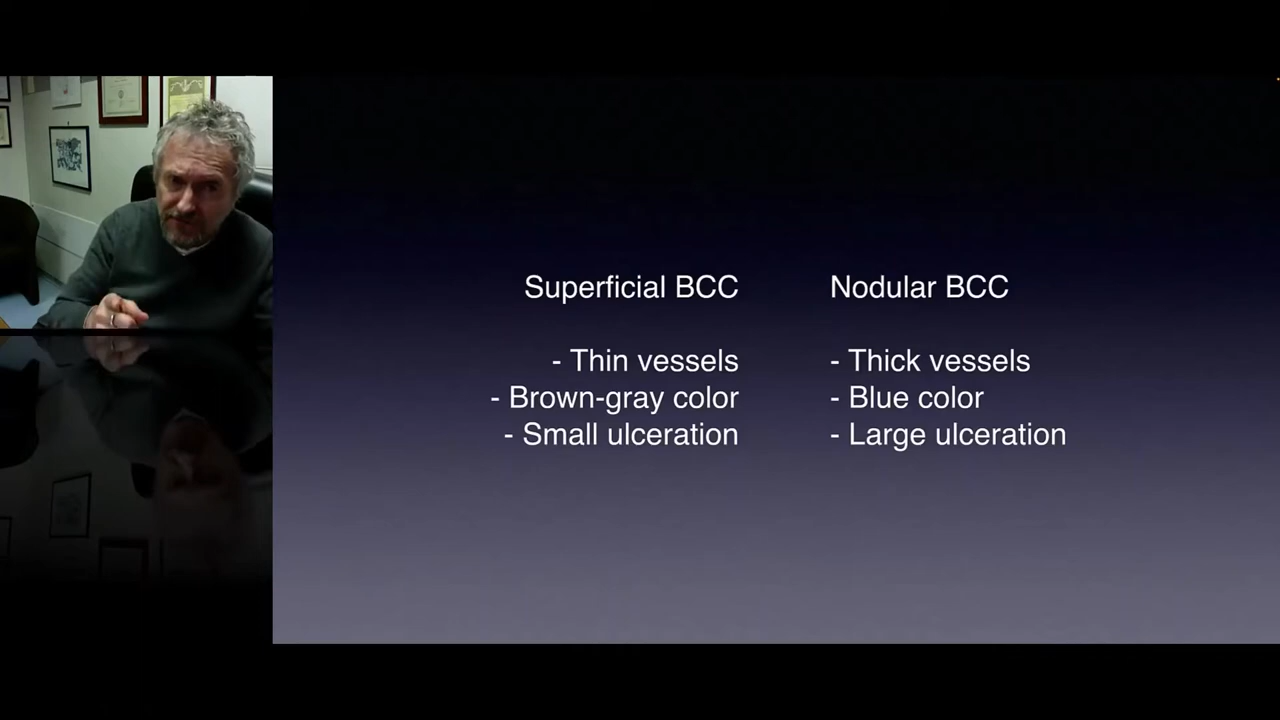 Superficial BCC
- Thin vessels
- Brown-gray color
- Small ulceration
Nodular BCC
- Thick vessels
- Blue color
- Large ulceration